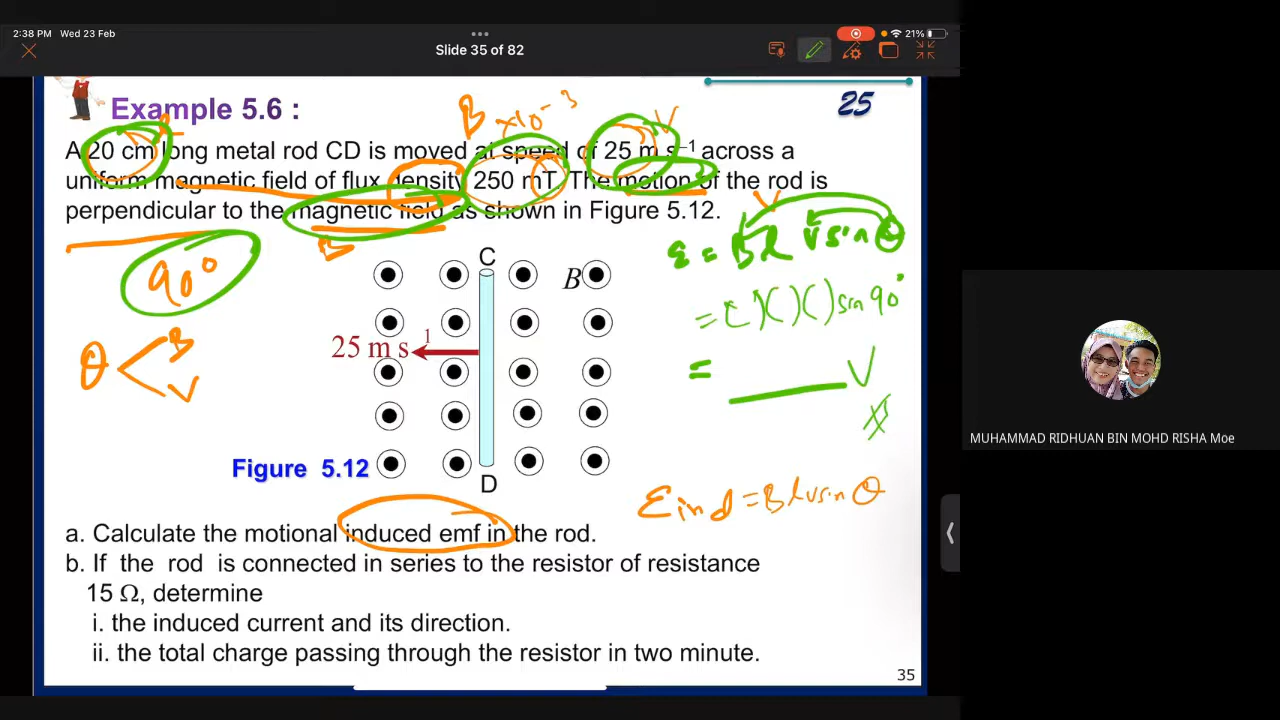 2:38 PM Wed 23 Feb
21%
Slide 35 of 82
Example 5.6 :
25
B ×10⁻³
V
A 20 cm long metal rod CD is moved at speed of 25 m s⁻¹ across a
uniform magnetic field of flux density 250 mT. The motion of the rod is
perpendicular to the magnetic field as shown in Figure 5.12.
B
90°
ε = Bl v sin θ
= ( )( )( ) sin 90°
= V
θ B
V
C
B
25 m s⁻¹
D
Figure 5.12
MUHAMMAD RIDHUAN BIN MOHD RISHA Moe
εind = Blv sin θ
a. Calculate the motional induced emf in the rod.
b. If the rod is connected in series to the resistor of resistance
15 Ω, determine
i. the induced current and its direction.
ii. the total charge passing through the resistor in two minute.
35